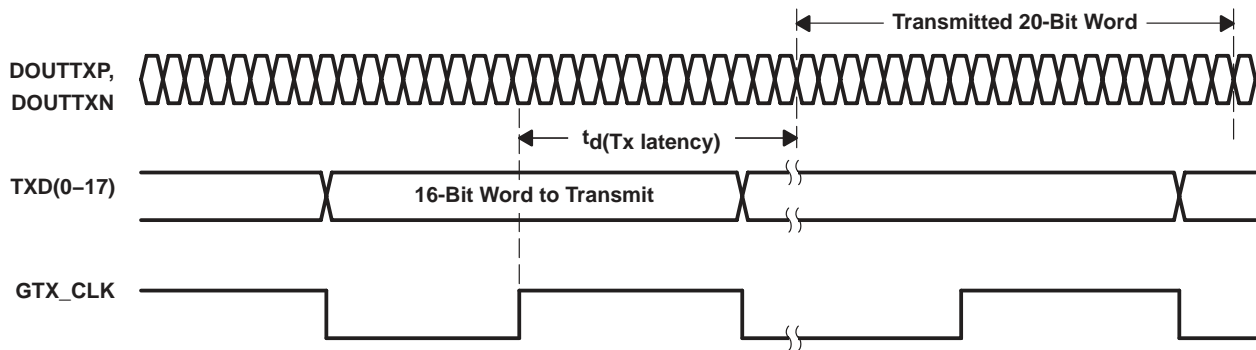 Transmitted 20-Bit Word
DOUTTXP,
DOUTTXN
td(Tx latency)
TXD(0–17)
16-Bit Word to Transmit
GTX_CLK